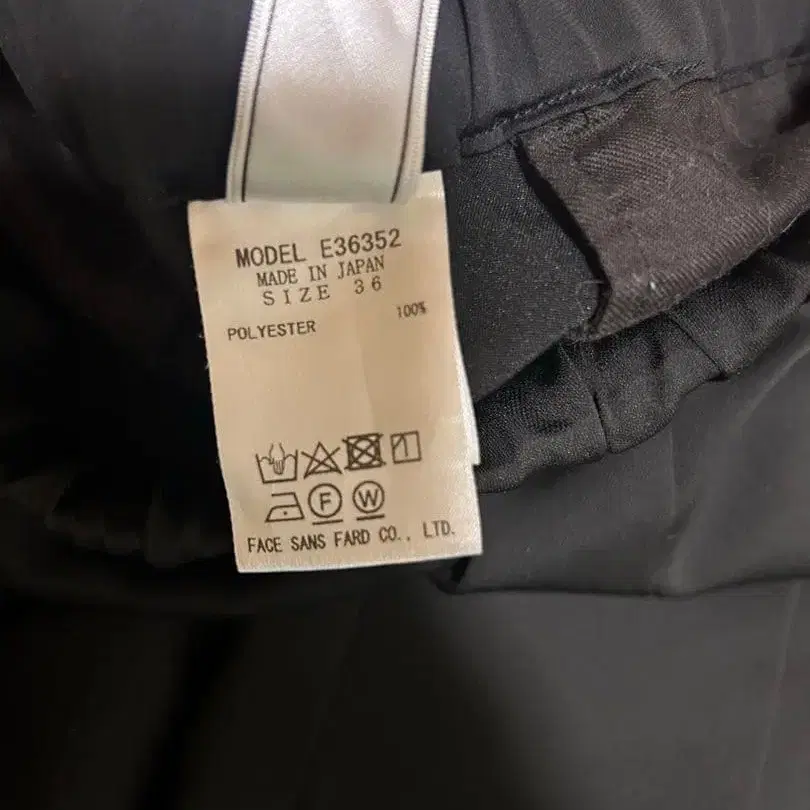 MODEL E36352
MADE IN JAPAN
SIZE 36
POLYESTER 100%
F W
FACE SANS FARD CO., LTD.